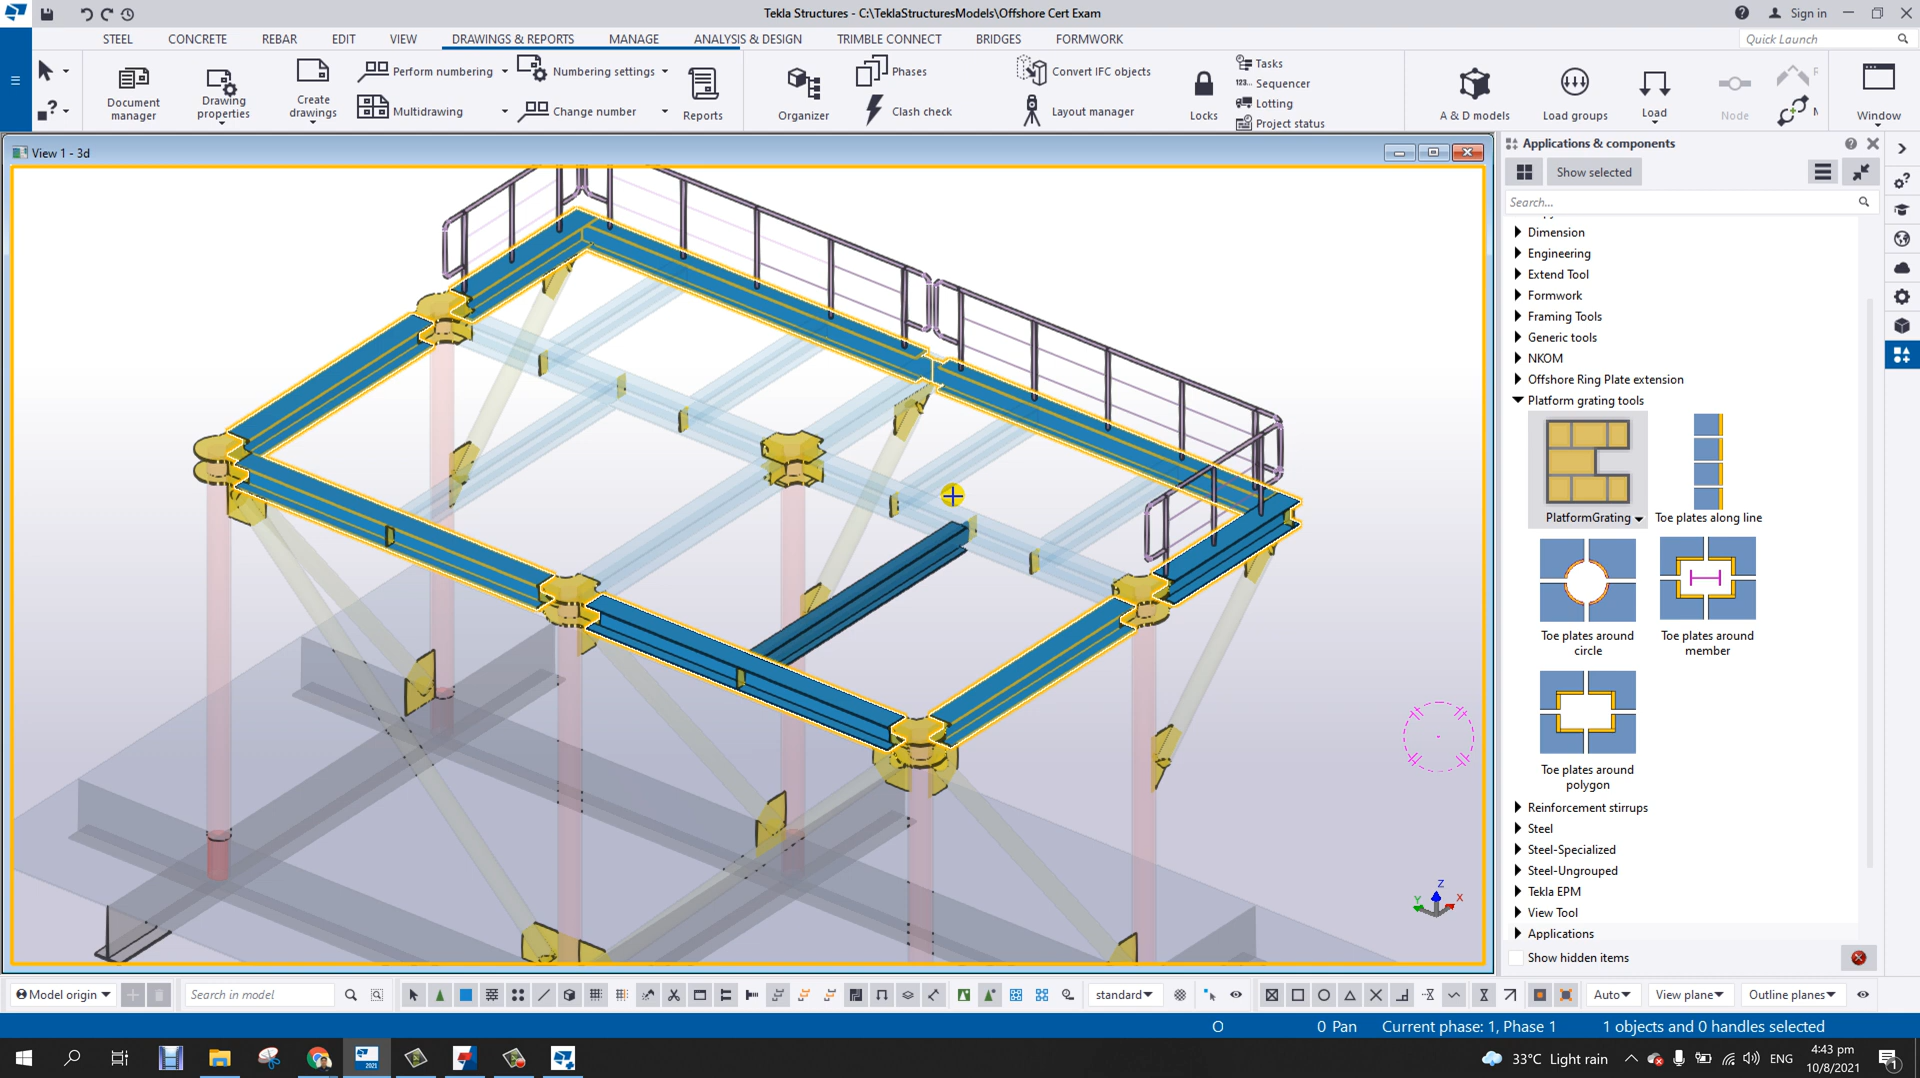 Tekla Structures - C:\TeklaStructuresModels\Offshore Cert Exam
Sign in
STEEL CONCRETE REBAR EDIT VIEW DRAWINGS & REPORTS MANAGE ANALYSIS & DESIGN TRIMBLE CONNECT BRIDGES FORMWORK
Quick Launch
Document manager
Drawing properties
Create drawings
Perform numbering
Multidrawing
Numbering settings
Change number
Reports
Organizer
Phases
Clash check
Convert IFC objects
Layout manager
Locks
Tasks
Sequencer
Lotting
Project status
A & D models
Load groups
Load
Node
Window
View 1 - 3d
Applications & components
Show selected
Search...
Dimension
Engineering
Extend Tool
Formwork
Framing Tools
Generic tools
NKOM
Offshore Ring Plate extension
Platform grating tools
PlatformGrating
Toe plates along line
Toe plates around circle
Toe plates around member
Toe plates around polygon
Reinforcement stirrups
Steel
Steel-Specialized
Steel-Ungrouped
Tekla EPM
View Tool
Applications
Show hidden items
Z
Y
X
Model origin
Search in model
standard
Auto
View plane
Outline planes
O
0 Pan
Current phase: 1, Phase 1
1 objects and 0 handles selected
2021
33°C Light rain
ENG
4:43 pm
10/8/2021
1